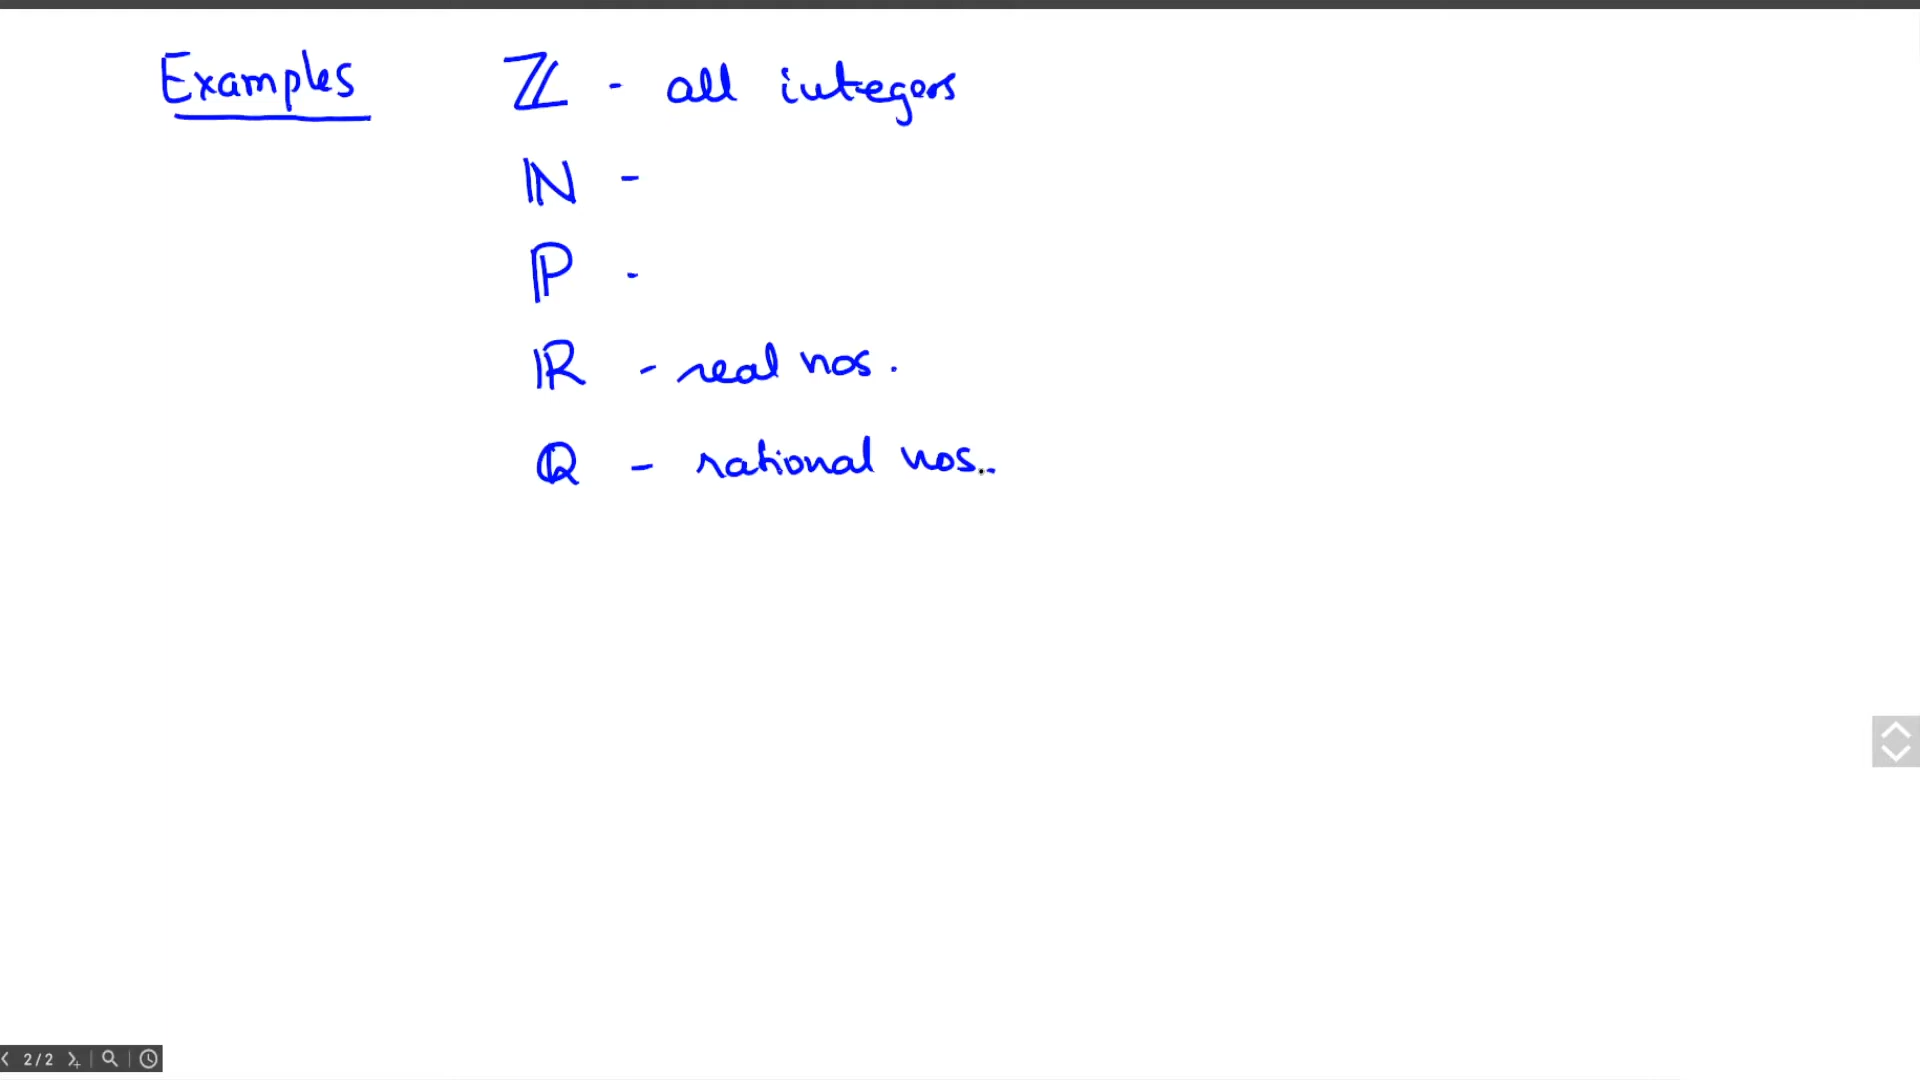 Examples ℤ - all integers
ℕ -
ℙ -
ℝ - real nos.
ℚ - rational nos..
2/2